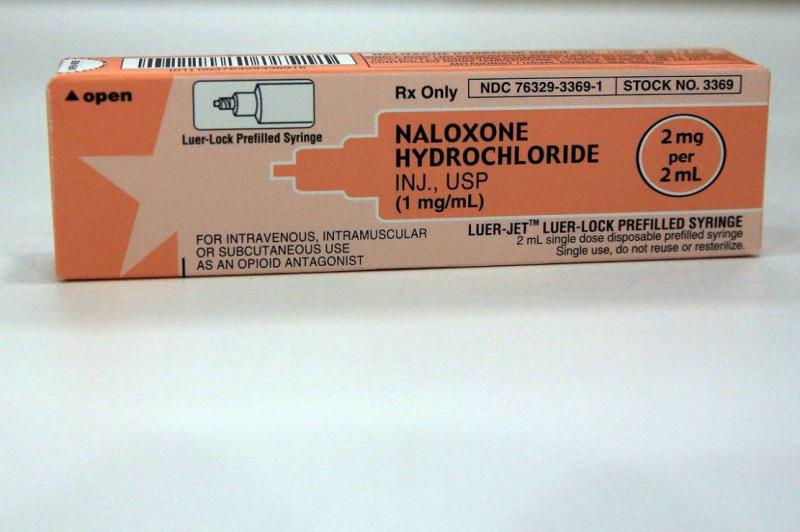 ▲ open
Luer-Lock Prefilled Syringe
Rx Only
NDC 76329-3369-1 STOCK NO. 3369
NALOXONE
HYDROCHLORIDE
INJ., USP
(1 mg/mL)
2 mg
per
2 mL
LUER-JET™ LUER-LOCK PREFILLED SYRINGE
2 mL single dose disposable prefilled syringe
Single use, do not reuse or resterilize.
FOR INTRAVENOUS, INTRAMUSCULAR
OR SUBCUTANEOUS USE
AS AN OPIOID ANTAGONIST